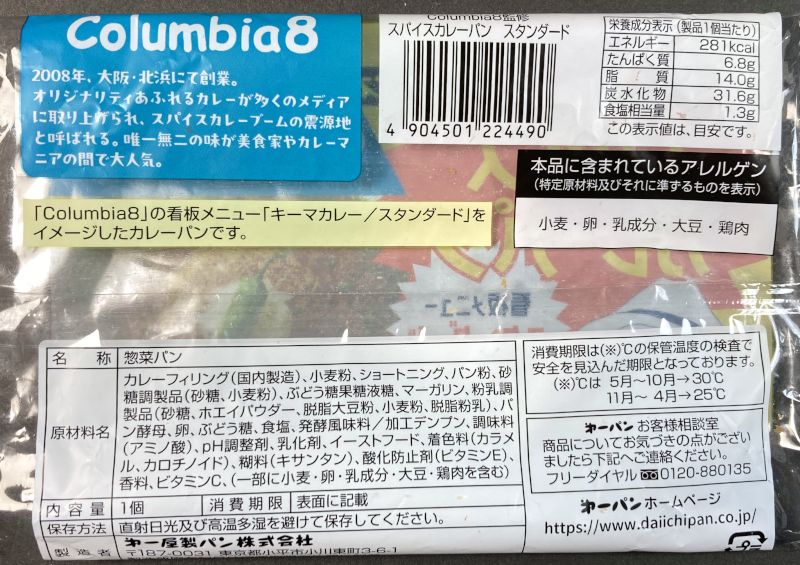 Columbia8
2008年、大阪・北浜にて創業。
オリジナリティあふれるカレーが多くのメディア
に取り上げられ、スパイスカレーブームの震源地
と呼ばれる。唯一無二の味が美食家やカレーマ
ニアの間で大人気。
Columbia8監修
スパイスカレーパン スタンダード
4 904501 224490
栄養成分表示(製品1個当たり)
エネルギー 281kcal
たんぱく質 6.8g
脂質 14.0g
炭水化物 31.6g
食塩相当量 1.3g
この表示値は、目安です。
本品に含まれているアレルゲン
(特定原材料及びそれに準ずるものを表示)
小麦・卵・乳成分・大豆・鶏肉
「Columbia8」の看板メニュー「キーマカレー/スタンダード」を
イメージしたカレーパンです。
看板メニュー
名称 惣菜パン
原材料名 カレーフィリング(国内製造)、小麦粉、ショートニング、パン粉、砂
糖調製品(砂糖、小麦粉)、ぶどう糖果糖液糖、マーガリン、粉乳調
製品(砂糖、ホエイパウダー、脱脂大豆粉、小麦粉、脱脂粉乳)、パ
ン酵母、卵、ぶどう糖、食塩、発酵風味料/加工デンプン、調味料
(アミノ酸)、pH調整剤、乳化剤、イーストフード、着色料(カラメ
ル、カロチノイド)、糊料(キサンタン)、酸化防止剤(ビタミンE)、
香料、ビタミンC、(一部に小麦・卵・乳成分・大豆・鶏肉を含む)
内容量 1個 消費期限 表面に記載
保存方法 直射日光及び高温多湿を避けて保存してください。
製造者 第一屋製パン株式会社
〒187-0031 東京都小平市小川東町3-6-1
消費期限は(※)℃の保管温度の検査で
安全を見込んだ期限となっております。
(※)℃は 5月~10月→30℃
11月~ 4月→25℃
第一パン お客様相談室
商品についてお気づきの点がござい
ましたら下記へご連絡ください。
フリーダイヤル 0120-880135
第一パンホームページ
https://www.daiichipan.co.jp/